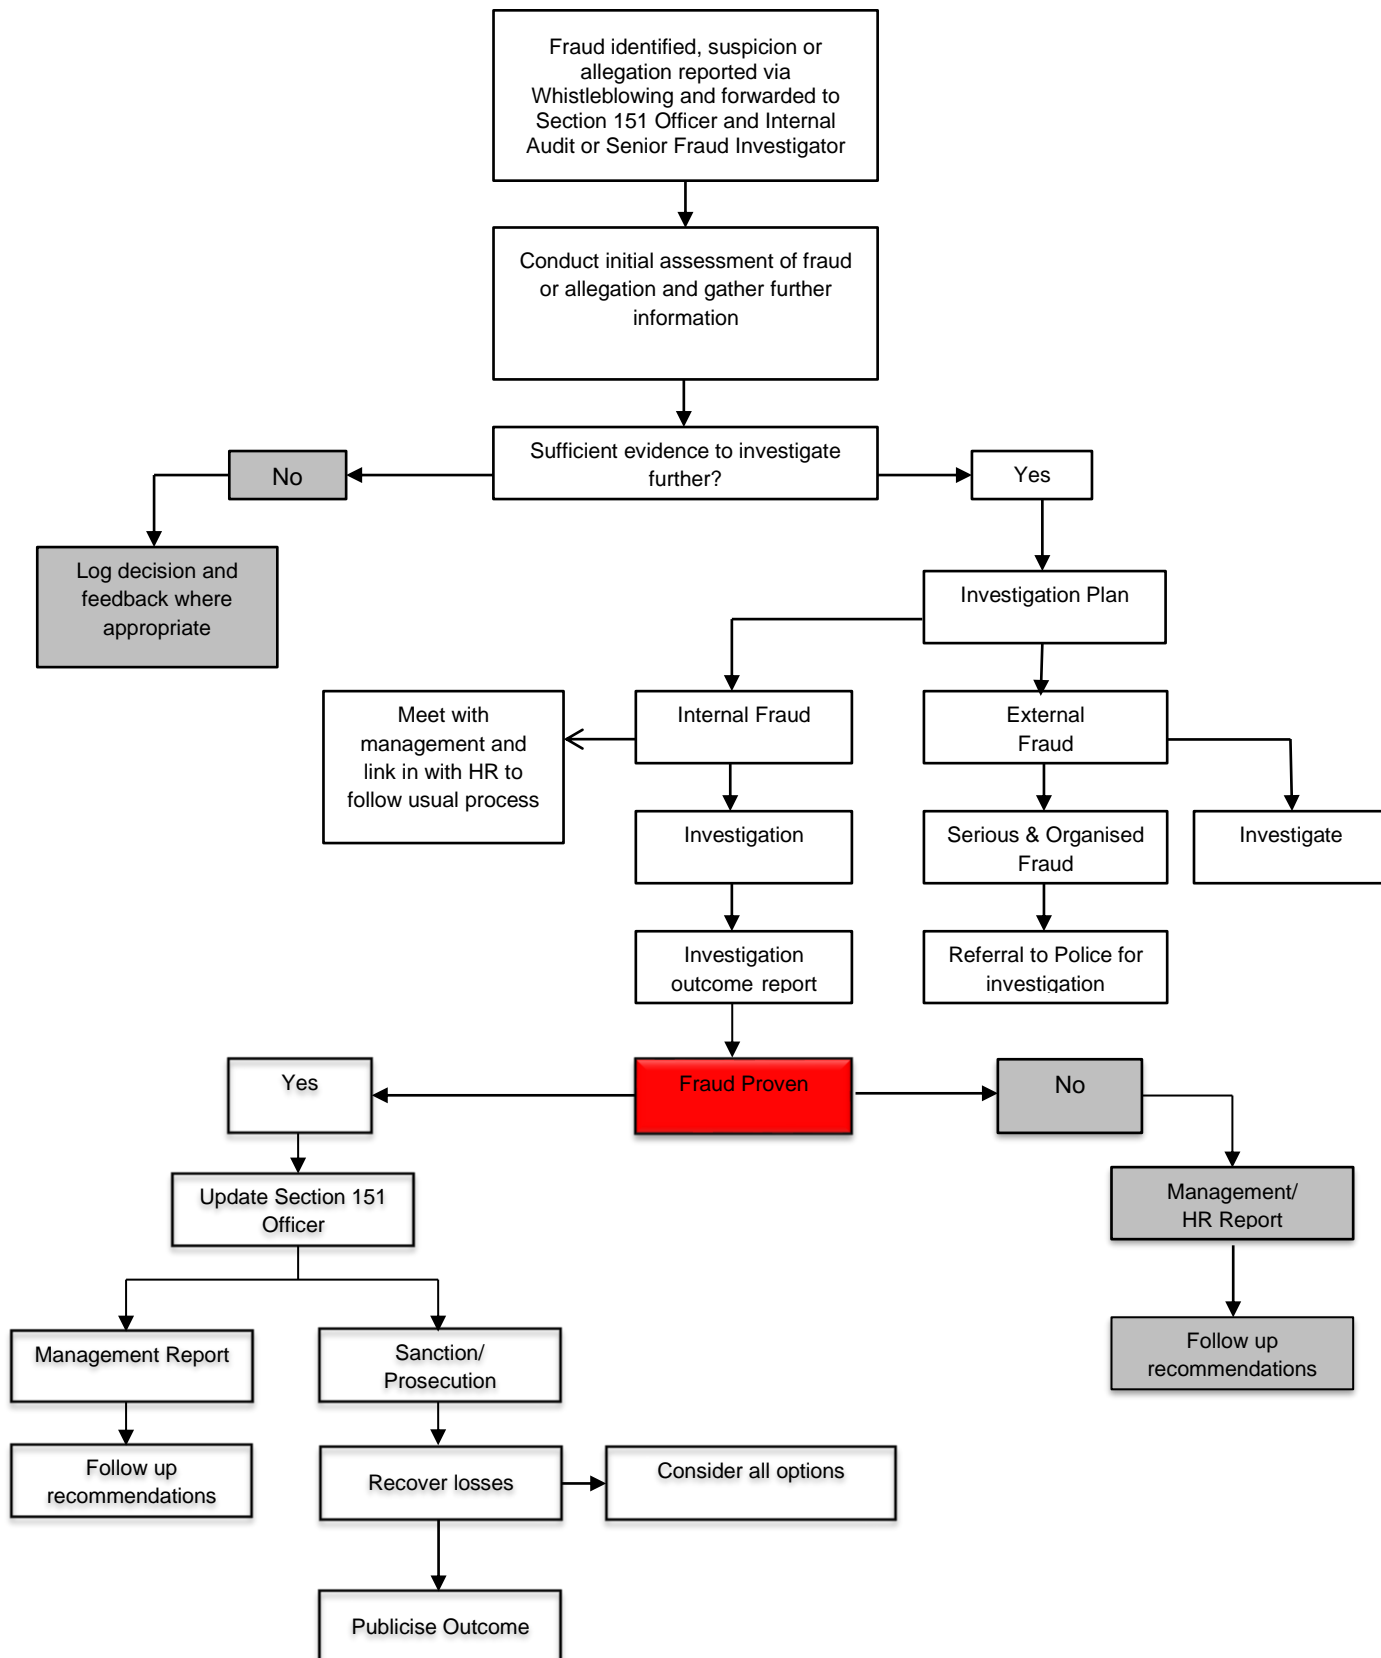 Fraud identified, suspicion or
allegation reported via
Whistleblowing and forwarded to
Section 151 Officer and Internal
Audit or Senior Fraud Investigator
Conduct initial assessment of fraud
or allegation and gather further
information
Sufficient evidence to investigate
further?
No
Yes
Log decision and
feedback where
appropriate
Investigation Plan
Meet with
management and
link in with HR to
follow usual process
Internal Fraud
External
Fraud
Investigation
Serious & Organised
Fraud
Investigate
Investigation
outcome report
Referral to Police for
investigation
Yes
Fraud Proven
No
Update Section 151
Officer
Management/
HR Report
Management Report
Sanction/
Prosecution
Follow up
recommendations
Follow up
recommendations
Recover losses
Consider all options
Publicise Outcome